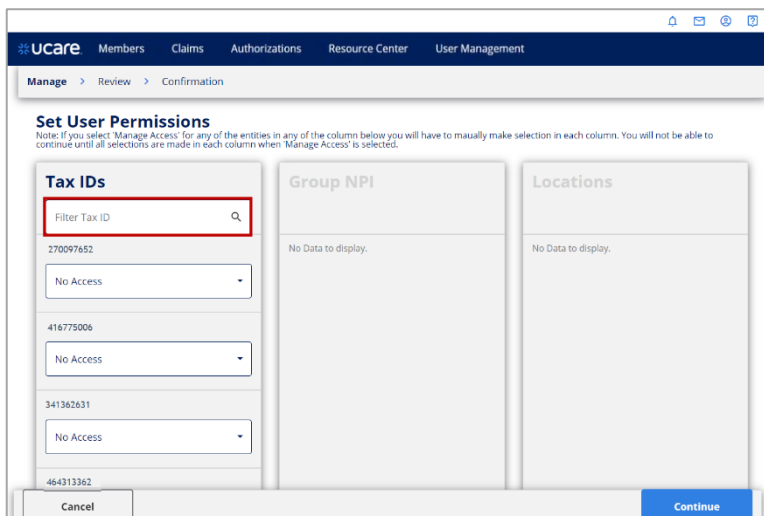 ucare. Members Claims Authorizations Resource Center User Management
Manage > Review > Confirmation
Set User Permissions
Note: If you select 'Manage Access' for any of the entities in any of the column below you will have to maually make selection in each column. You will not be able to
continue until all selections are made in each column when 'Manage Access' is selected.
Tax IDs
Filter Tax ID
270097652
No Access
416775006
No Access
341362631
No Access
464313362
Group NPI
No Data to display.
Locations
No Data to display.
Cancel
Continue